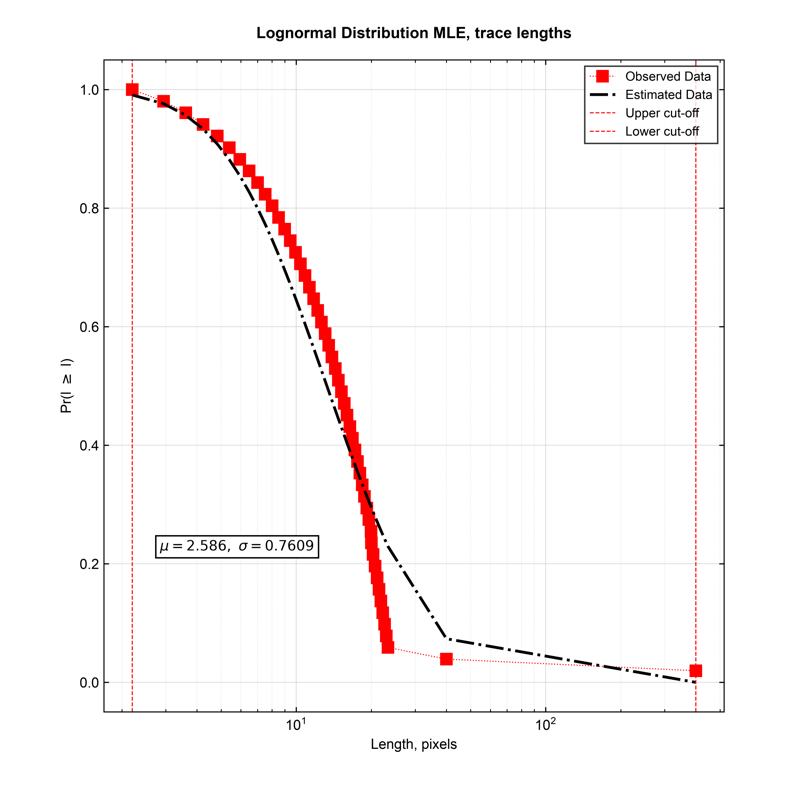 Lognormal Distribution MLE, trace lengths
Observed Data
Estimated Data
Upper cut-off
Lower cut-off
1.0
0.8
0.6
0.4
0.2
0.0
Pr(l ≥ l)
μ = 2.586, σ = 0.7609
10¹
10²
Length, pixels